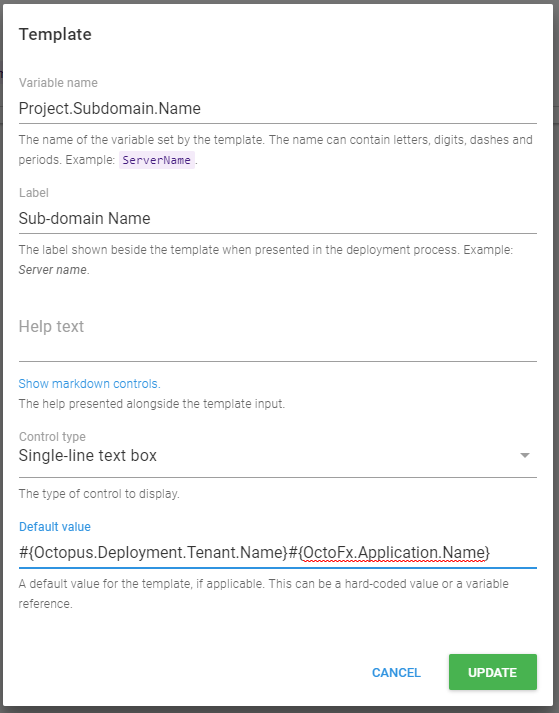 Template
Variable name
Project.Subdomain.Name
The name of the variable set by the template. The name can contain letters, digits, dashes and
periods. Example: ServerName.
Label
Sub-domain Name
The label shown beside the template when presented in the deployment process. Example:
Server name.
Help text
Show markdown controls.
The help presented alongside the template input.
Control type
Single-line text box
The type of control to display.
Default value
#{Octopus.Deployment.Tenant.Name}#{OctoFx.Application.Name}
A default value for the template, if applicable. This can be a hard-coded value or a variable
reference.
CANCEL UPDATE